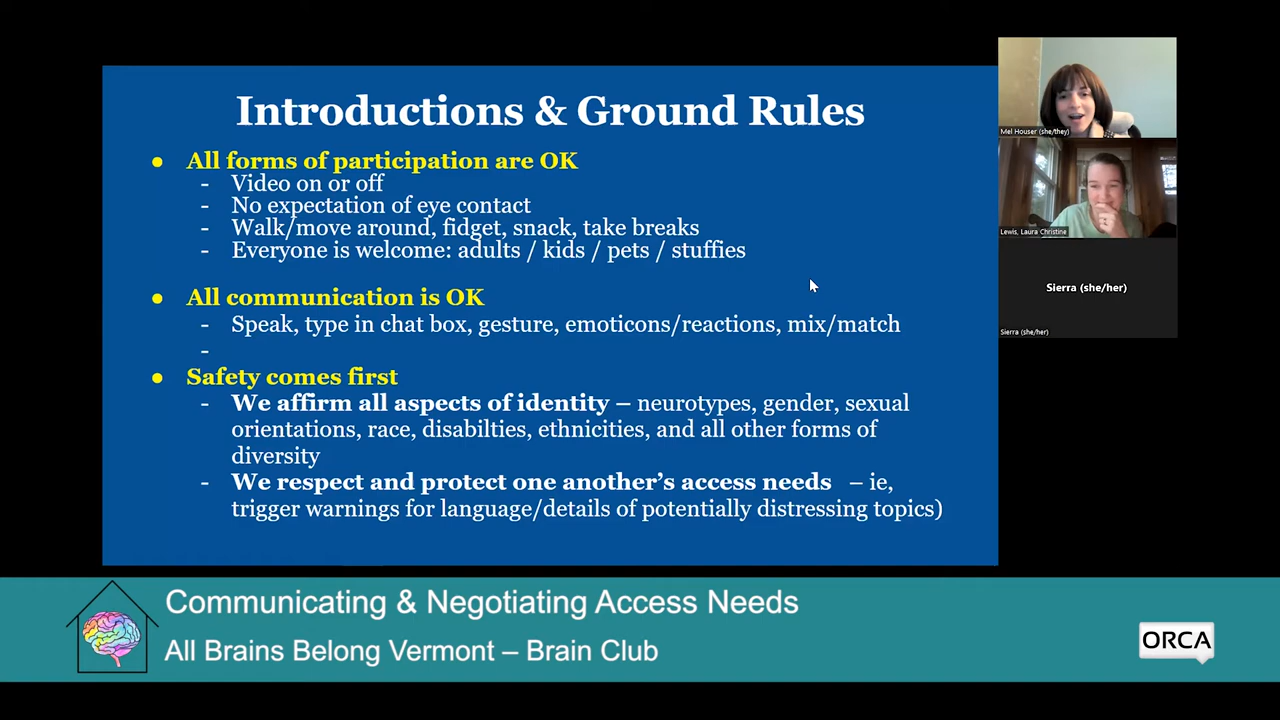 Introductions & Ground Rules
● All forms of participation are OK
- Video on or off
- No expectation of eye contact
- Walk/move around, fidget, snack, take breaks
- Everyone is welcome: adults / kids / pets / stuffies
● All communication is OK
- Speak, type in chat box, gesture, emoticons/reactions, mix/match
-
● Safety comes first
- We affirm all aspects of identity – neurotypes, gender, sexual
orientations, race, disabilties, ethnicities, and all other forms of
diversity
- We respect and protect one another’s access needs – ie,
trigger warnings for language/details of potentially distressing topics)
Mel Houser (she/they)
Lewis, Laura Christine
Sierra (she/her)
Sierra (she/her)
Communicating & Negotiating Access Needs
All Brains Belong Vermont – Brain Club
ORCA